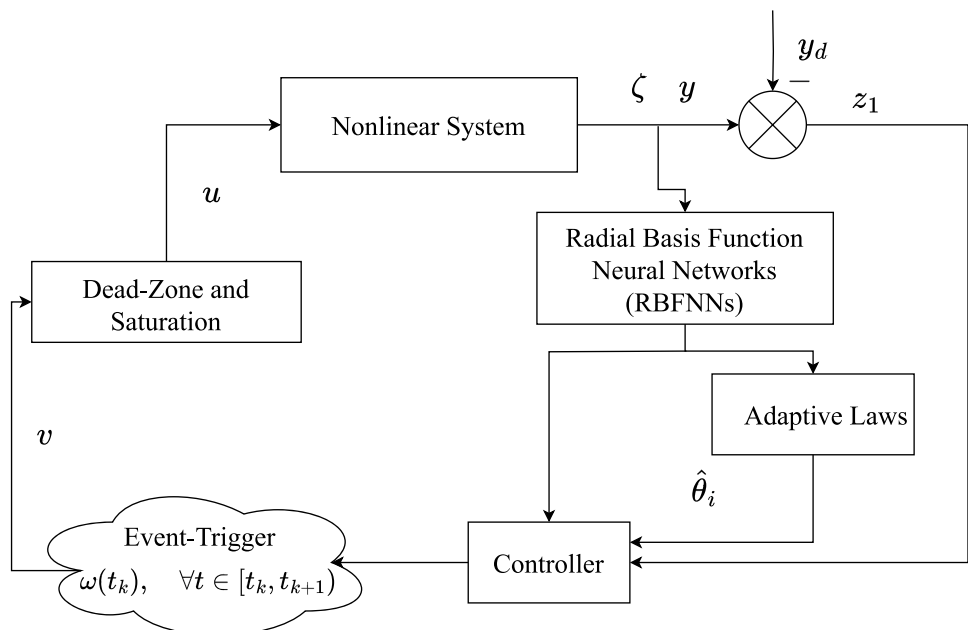 y_d
−
ζ y
z_1
Nonlinear System
u
Radial Basis Function
Neural Networks
(RBFNNs)
Dead-Zone and
Saturation
Adaptive Laws
v
θ̂_i
Event-Trigger
ω(t_k), ∀t ∈ [t_k, t_{k+1})
Controller